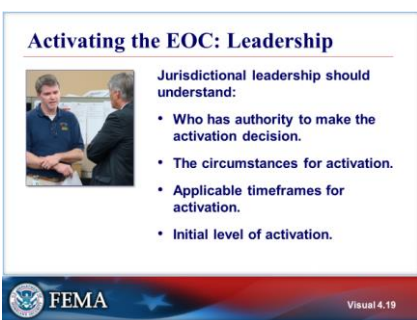 Activating the EOC: Leadership
Jurisdictional leadership should
understand:
• Who has authority to make the
activation decision.
• The circumstances for activation.
• Applicable timeframes for
activation.
• Initial level of activation.
FEMA
Visual 4.19